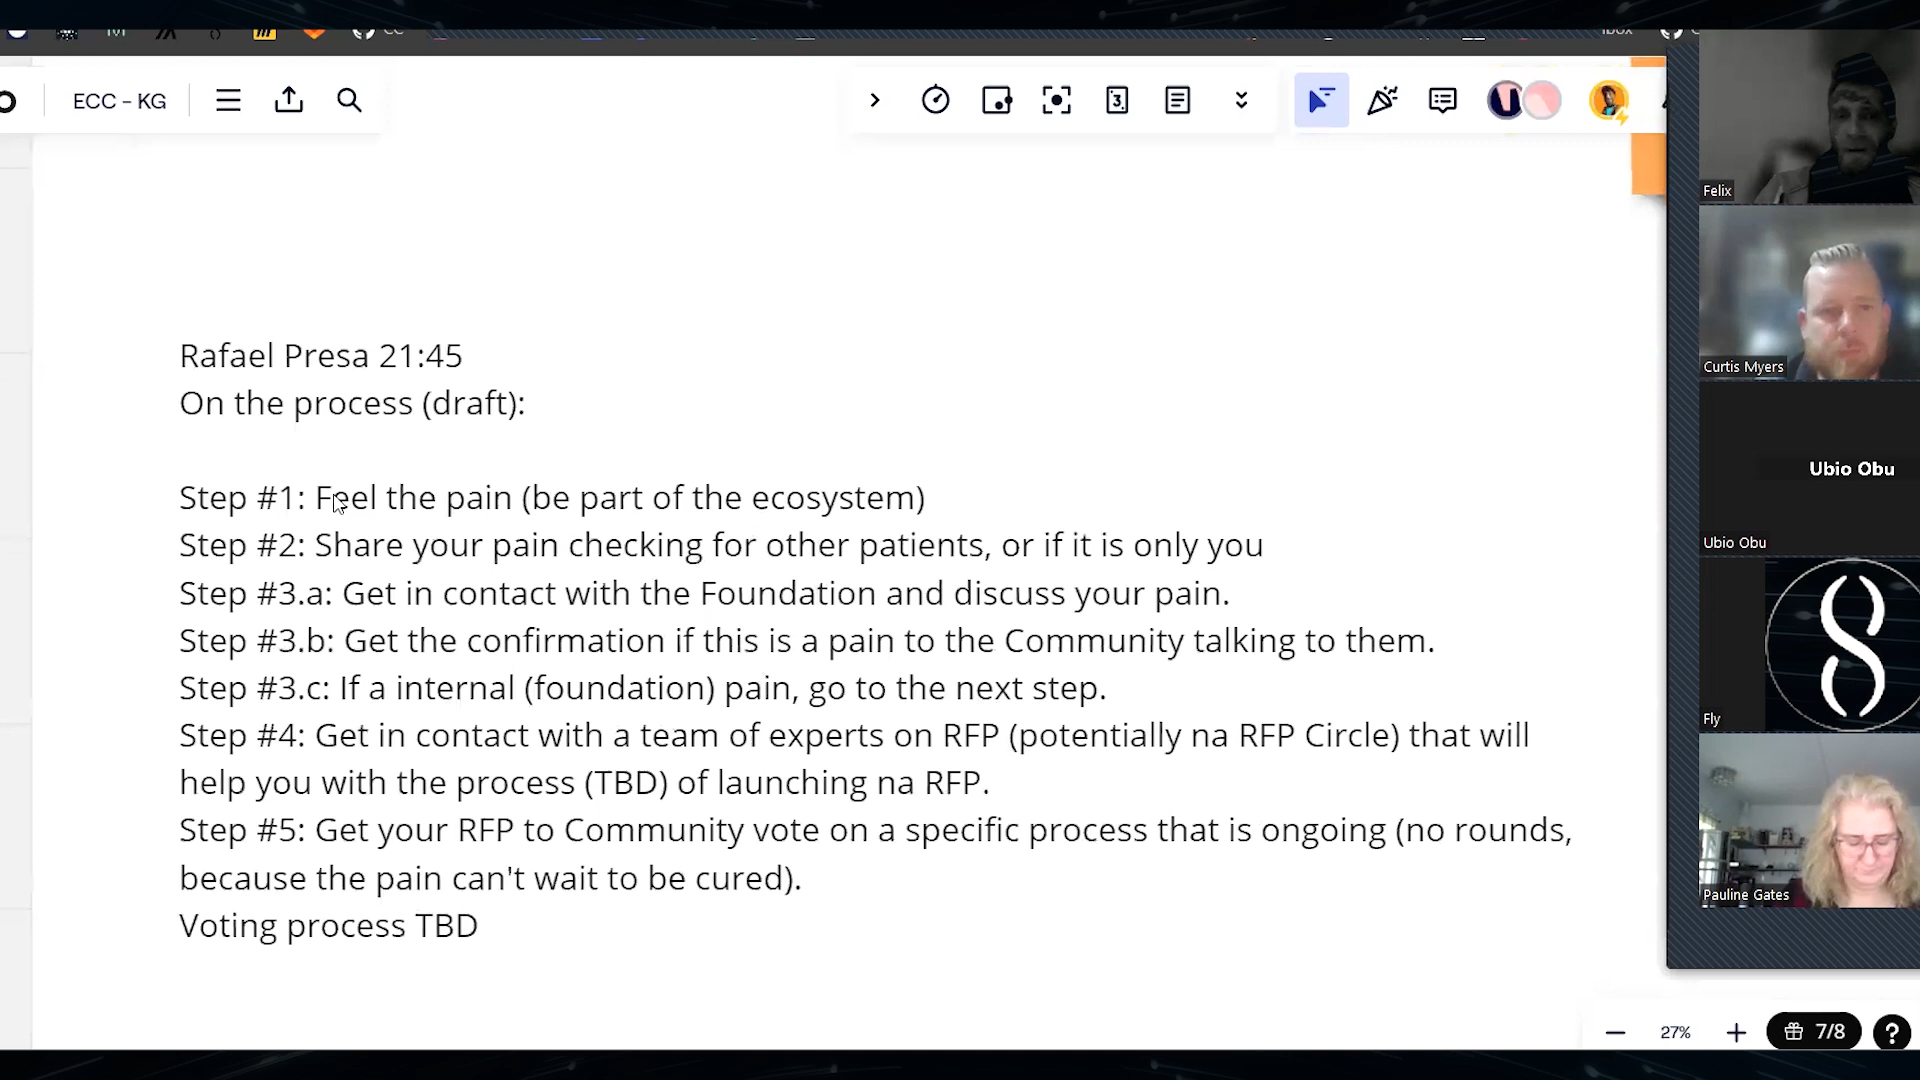 ECC - KG
3
Felix
Rafael Presa 21:45
On the process (draft):
Curtis Myers
Ubio Obu
Step #1: Feel the pain (be part of the ecosystem)
Step #2: Share your pain checking for other patients, or if it is only you
Ubio Obu
Step #3.a: Get in contact with the Foundation and discuss your pain.
Step #3.b: Get the confirmation if this is a pain to the Community talking to them.
Step #3.c: If a internal (foundation) pain, go to the next step.
Fly
Step #4: Get in contact with a team of experts on RFP (potentially na RFP Circle) that will
help you with the process (TBD) of launching na RFP.
Step #5: Get your RFP to Community vote on a specific process that is ongoing (no rounds,
because the pain can't wait to be cured).
Pauline Gates
Voting process TBD
27%
7/8
?